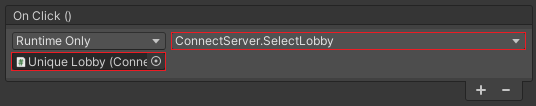 On Click ()
Runtime Only ConnectServer.SelectLobby
Unique Lobby (Conne